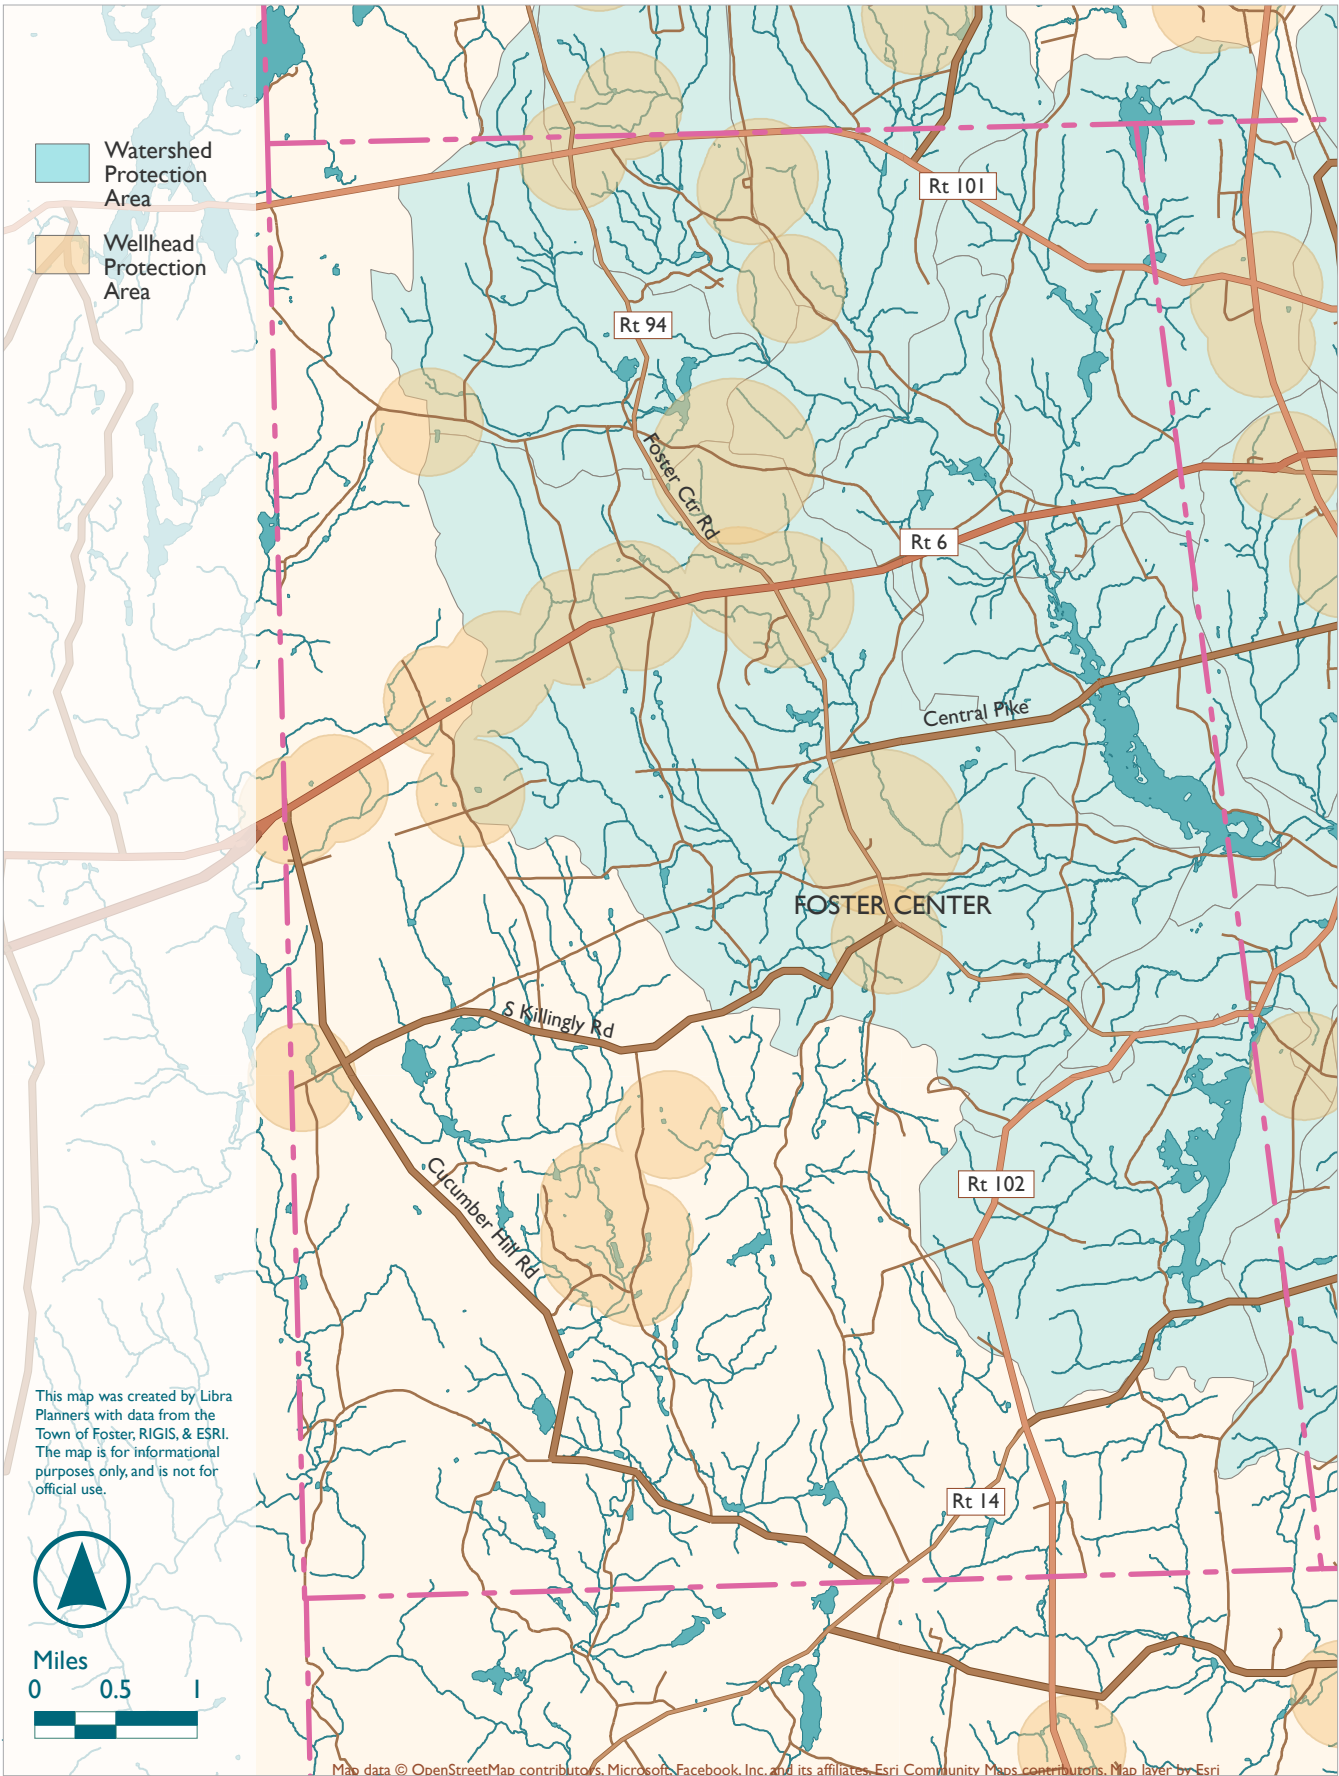 Watershed
Protection
Area
Wellhead
Protection
Area
Rt 101
Rt 94
Foster Ctr Rd
Rt 6
Central Pike
FOSTER CENTER
S Killingly Rd
Cucumber Hill Rd
Rt 102
Rt 14
This map was created by Libra
Planners with data from the
Town of Foster, RIGIS, & ESRI.
The map is for informational
purposes only, and is not for
official use.
Miles
0 0.5 1
Map data © OpenStreetMap contributors, Microsoft, Facebook, Inc. and its affiliates, Esri Community Maps contributors, Map layer by Esri